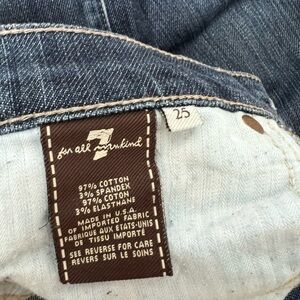 25
7
for all mankind
97% COTTON
3% SPANDEX
97% COTON
3% ELASTHANE
MADE IN U.S.A.
OF IMPORTED FABRIC
FABRIQUE AUX ETATS-UNIS
DE TISSU IMPORTÉ
SEE REVERSE FOR CARE
REVERS SUR LE SOINS